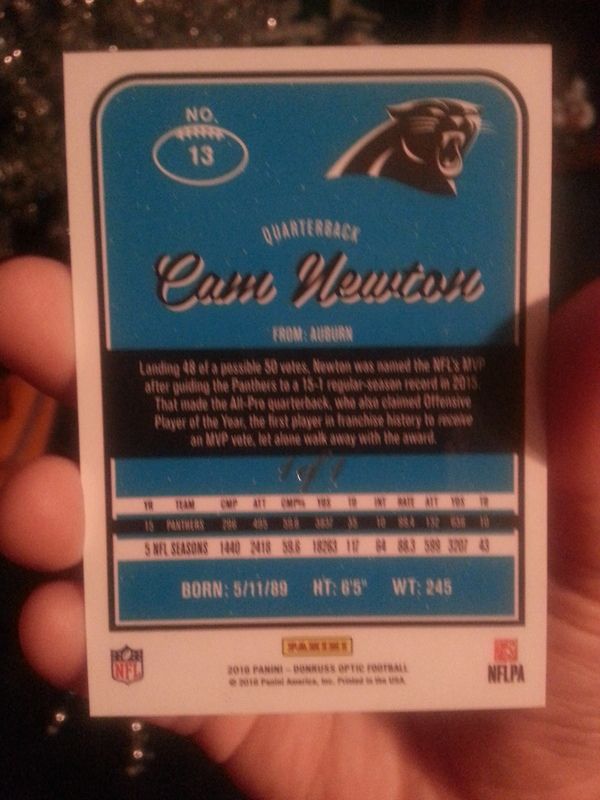 NO.
13
QUARTERBACK
Cam Newton
FROM: AUBURN
Landing 48 of a possible 50 votes, Newton was named the NFL's MVP
after guiding the Panthers to a 15-1 regular-season record in 2015.
That made the All-Pro quarterback, who also claimed Offensive
Player of the Year, the first player in franchise history to receive
an MVP vote, let alone walk away with the award.
1 of 1
YR TEAM CMP ATT CMP% YDS TD INT RATE ATT YDS TD
15 PANTHERS 296 495 59.8 3837 35 10 99.4 132 636 10
5 NFL SEASONS 1440 2418 59.6 18263 117 64 88.3 599 3207 43
BORN: 5/11/89 HT: 6'5" WT: 245
PANINI
NFL
NFLPA
2016 PANINI – DONRUSS OPTIC FOOTBALL
© 2016 Panini America, Inc. Printed in the USA.